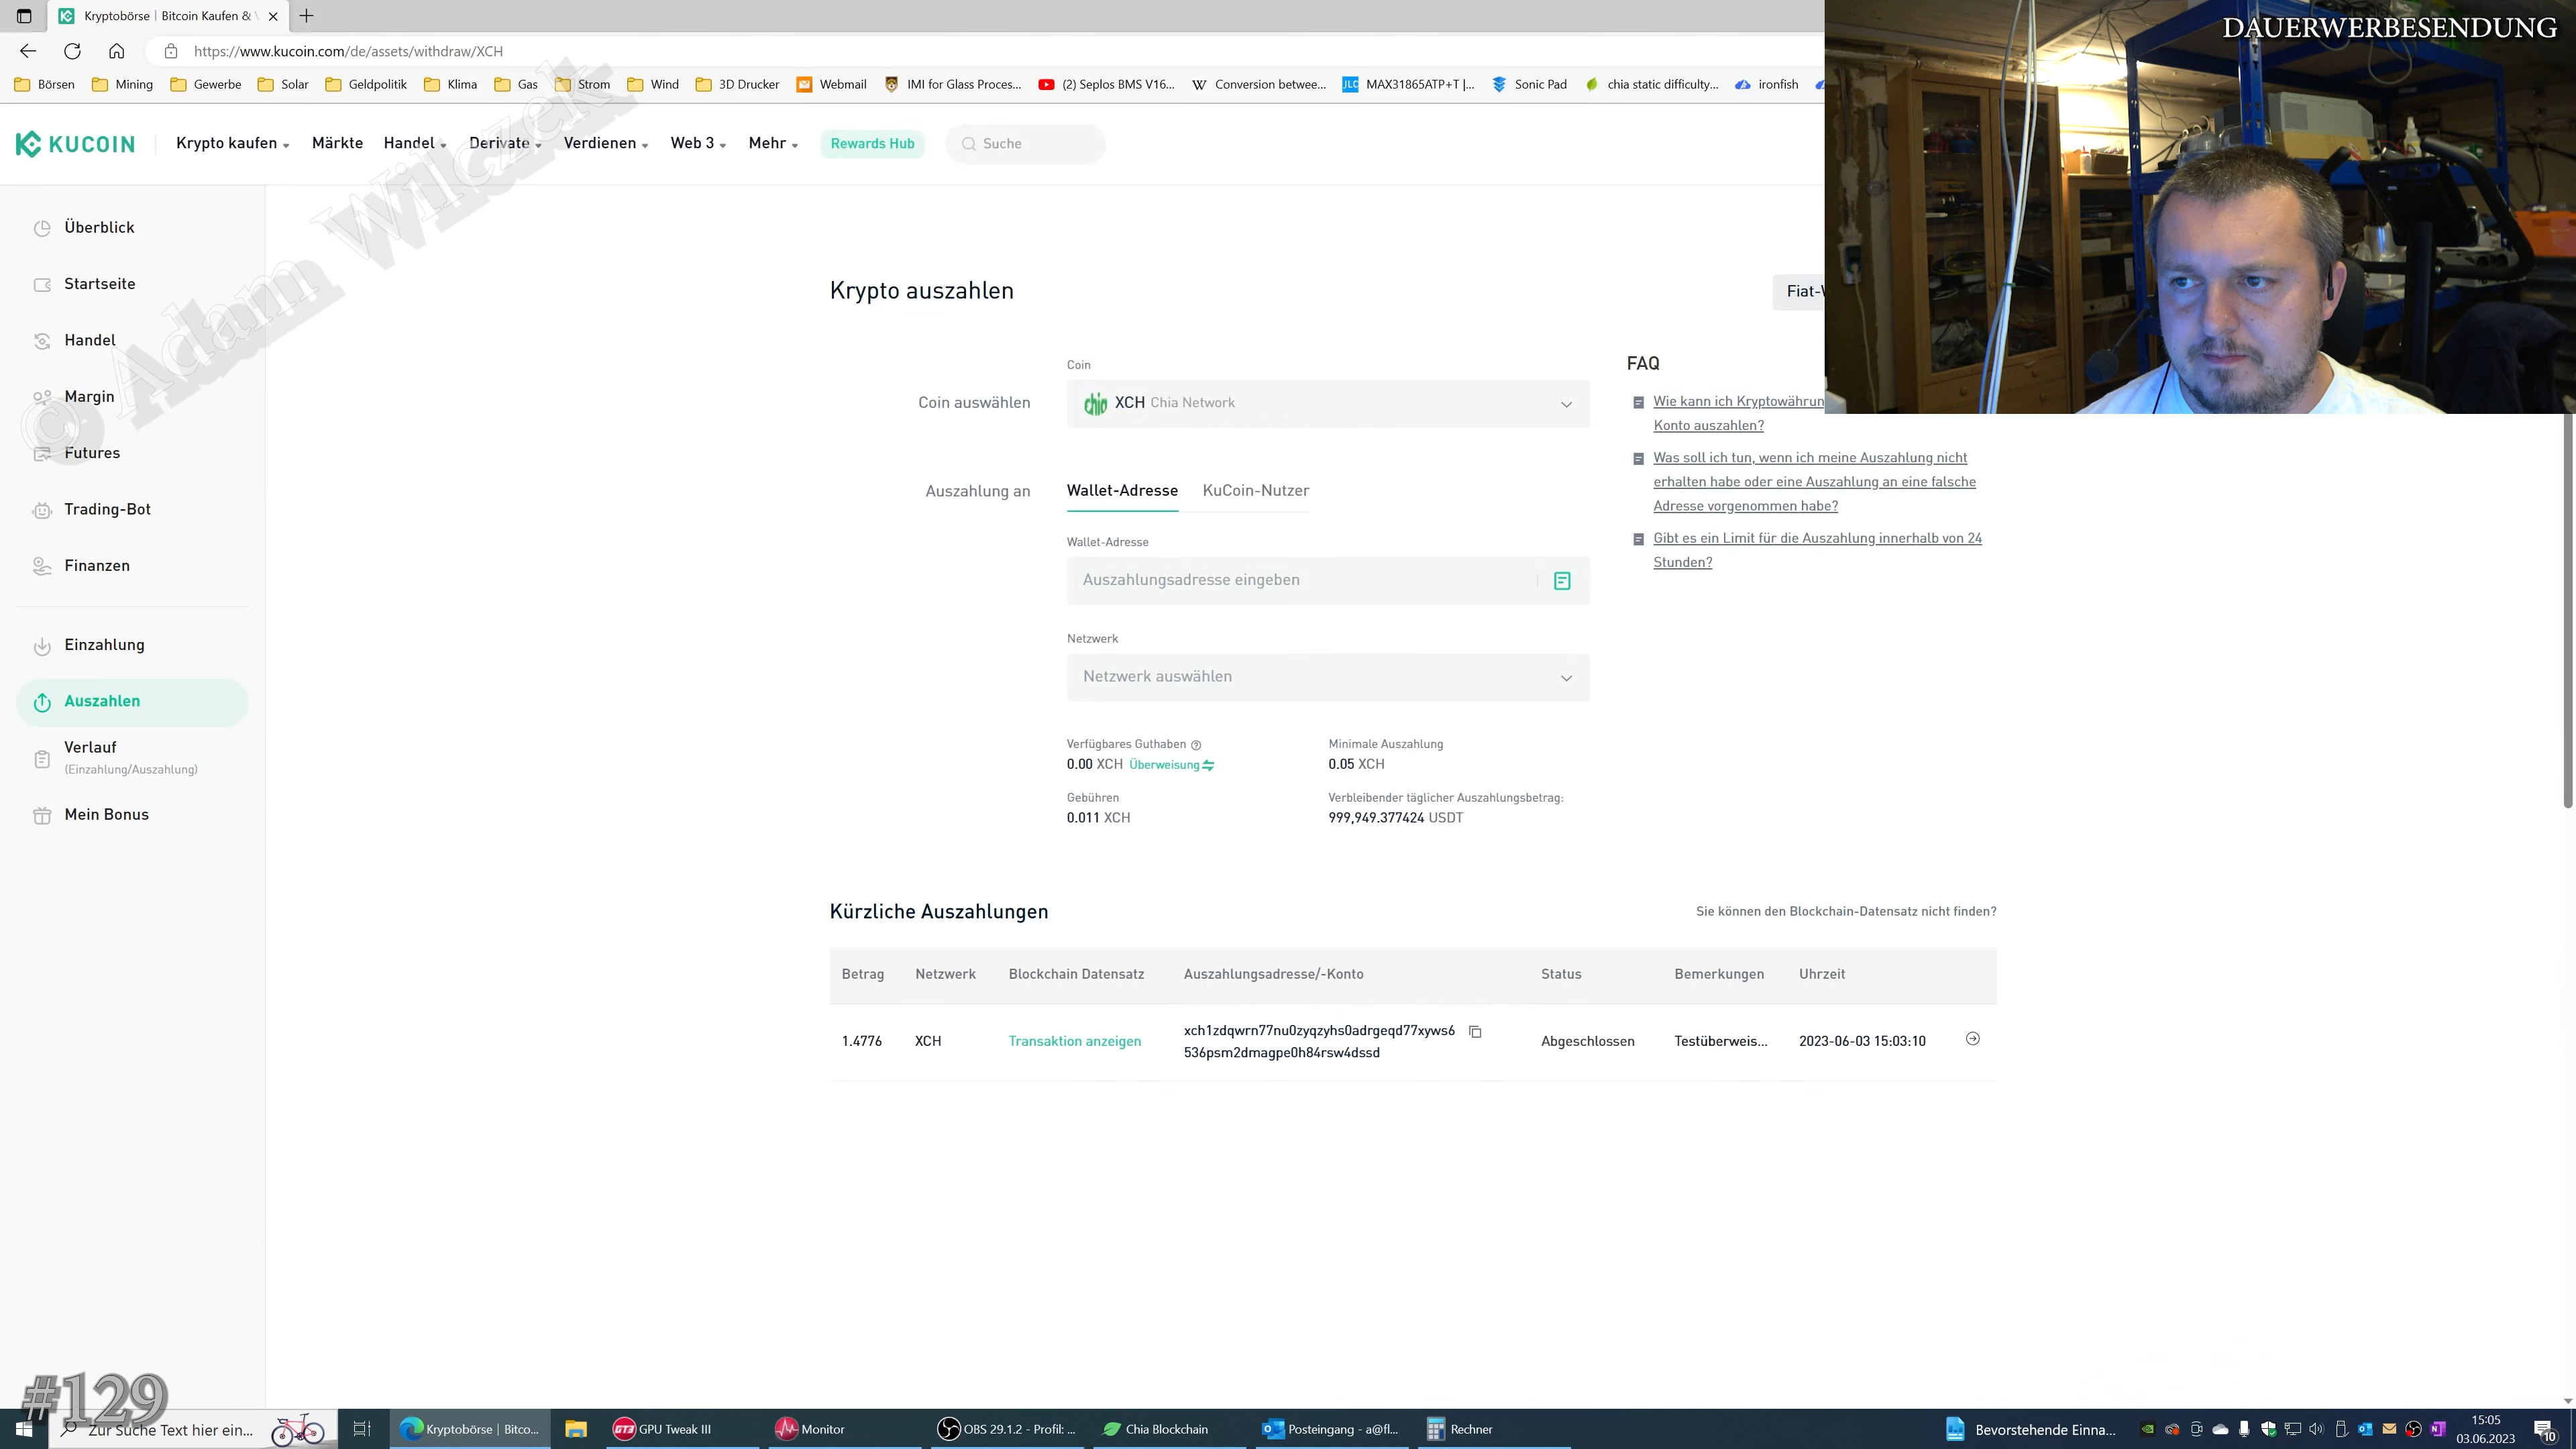 Kryptobörse | Bitcoin Kaufen &
https://www.kucoin.com/de/assets/withdraw/XCH
Börsen Mining Gewerbe Solar Geldpolitik Klima Gas Strom Wind 3D Drucker Webmail IMI for Glass Proces... (2) Seplos BMS V16... Conversion betwee... MAX31865ATP+T |... Sonic Pad chia static difficulty... ironfish
DAUERWERBESENDUNG
KUCOIN Krypto kaufen Märkte Handel Derivate Verdienen Web 3 Mehr Rewards Hub Suche
© Adam Wilczek
Überblick
Startseite
Handel
Margin
Futures
Trading-Bot
Finanzen
Einzahlung
Auszahlen
Verlauf
(Einzahlung/Auszahlung)
Mein Bonus
Krypto auszahlen
Fiat-
Coin
Coin auswählen
chia XCH Chia Network
Auszahlung an
Wallet-Adresse KuCoin-Nutzer
Wallet-Adresse
Auszahlungsadresse eingeben
Netzwerk
Netzwerk auswählen
Verfügbares Guthaben
0.00 XCH Überweisung
Minimale Auszahlung
0.05 XCH
Gebühren
0.011 XCH
Verbleibender täglicher Auszahlungsbetrag:
999,949.377424 USDT
FAQ
Wie kann ich Kryptowährun
Konto auszahlen?
Was soll ich tun, wenn ich meine Auszahlung nicht
erhalten habe oder eine Auszahlung an eine falsche
Adresse vorgenommen habe?
Gibt es ein Limit für die Auszahlung innerhalb von 24
Stunden?
Kürzliche Auszahlungen
Sie können den Blockchain-Datensatz nicht finden?
Betrag Netzwerk Blockchain Datensatz Auszahlungsadresse/-Konto Status Bemerkungen Uhrzeit
1.4776 XCH Transaktion anzeigen xch1zdqwrn77nu0zyqzyhs0adrgeqd77xyws6 Abgeschlossen Testüberweis... 2023-06-03 15:03:10
536psm2dmagpe0h84rsw4dssd
#129
Zur Suche Text hier ein... Kryptobörse | Bitco... GPU Tweak III Monitor OBS 29.1.2 - Profil: ... Chia Blockchain Posteingang - a@fl... Rechner Bevorstehende Einna... 15:05
03.06.2023
10